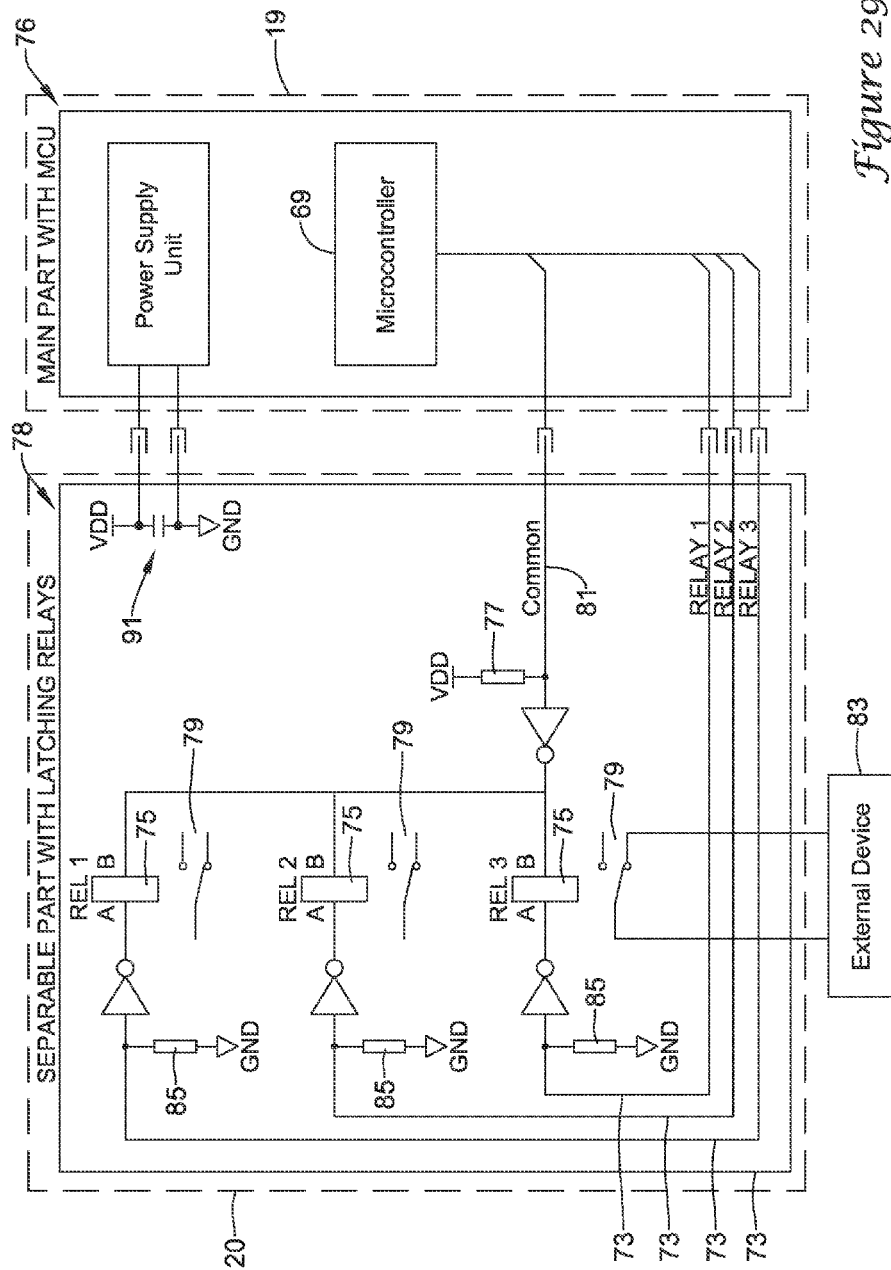 SEPARABLE PART WITH LATCHING RELAYS
MAIN PART WITH MCU
78
76
19
20
VDD
GND
91
Power Supply
Unit
69
Microcontroller
REL 1
A B
75
79
85
GND
REL 2
A B
75
79
85
GND
REL 3
A B
75
79
85
GND
VDD
77
Common
81
RELAY 1
RELAY 2
RELAY 3
73
73
73
73
External Device
83
Figure 29